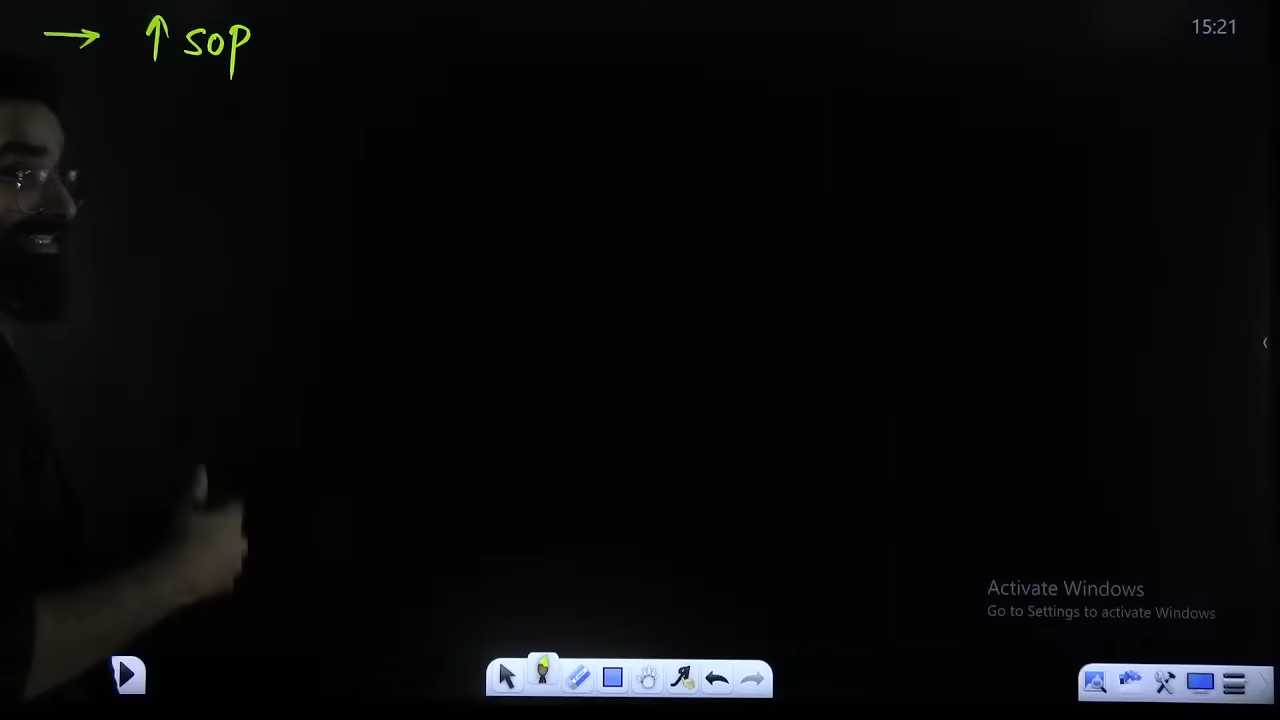 → ↑ SOP
15:21
Activate Windows
Go to Settings to activate Windows